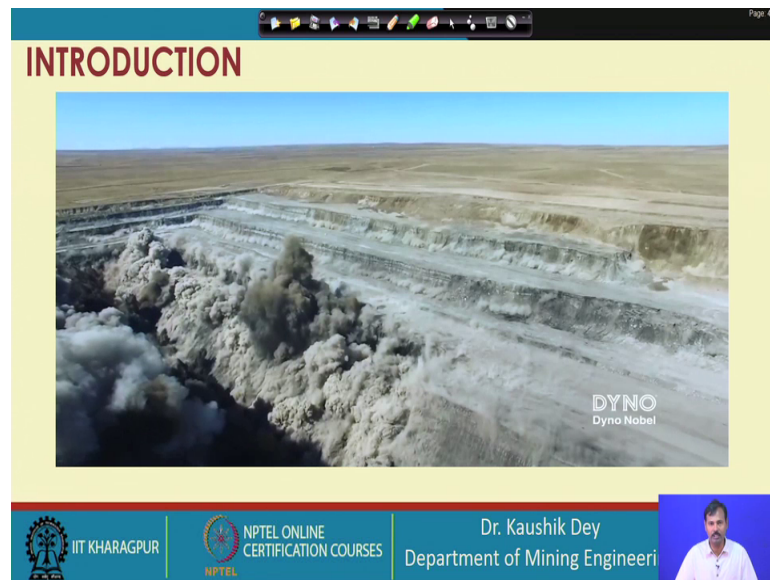 Page: 4
INTRODUCTION
DYNO
Dyno Nobel
IIT KHARAGPUR
NPTEL
NPTEL ONLINE
CERTIFICATION COURSES
Dr. Kaushik Dey
Department of Mining Engineeri